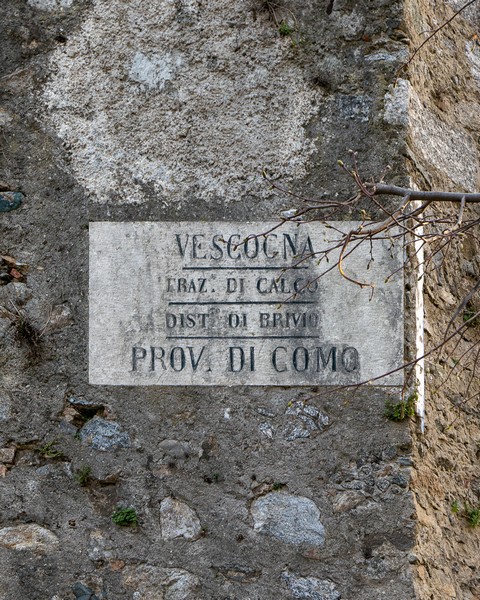 VESCOGNA
FRAZ. DI CALCO
DIST. DI BRIVIO
PROV. DI COMO